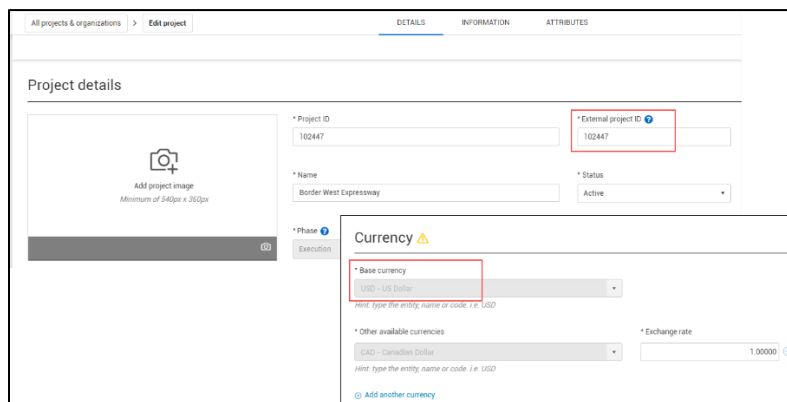 All projects & organizations > Edit project
DETAILS INFORMATION ATTRIBUTES
Project details
* Project ID
102447
* External project ID ?
102447
Add project image
Minimum of 540px x 360px
* Name
Border West Expressway
* Status
Active
* Phase ?
Execution
Currency
* Base currency
USD - US Dollar
Hint: type the entity, name or code. i.e. USD
* Other available currencies
CAD - Canadian Dollar
Hint: type the entity, name or code. i.e. USD
* Exchange rate
1.00000
Add another currency